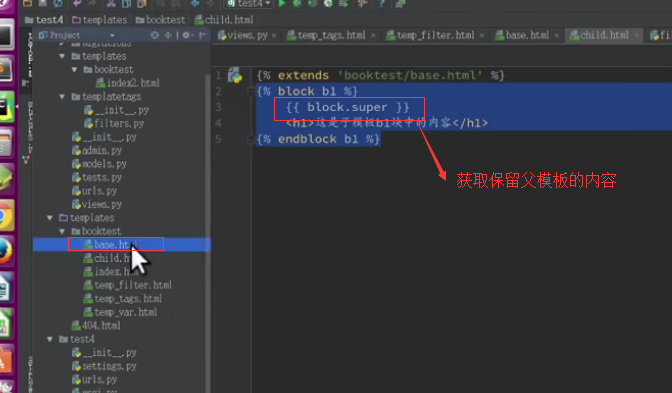 test4
test4
templates
booktest
child.html
Project
views.py
temp_tags.html
temp_filter.html
base.html
child.html
templates
booktest
index2.html
templatetags
__init__.py
filters.py
__init__.py
admin.py
models.py
tests.py
urls.py
views.py
templates
booktest
base.html
child.h
index.htm
temp_filter.html
temp_tags.html
temp_var.html
404.html
test4
__init__.py
settings.py
urls.py
1 {% extends 'booktest/base.html' %}
2 {% block b1 %}
3 {{ block.super }}
4 <h1>这是子模板b1块中的内容</h1>
5 {% endblock b1 %}
获取保留父模板的内容